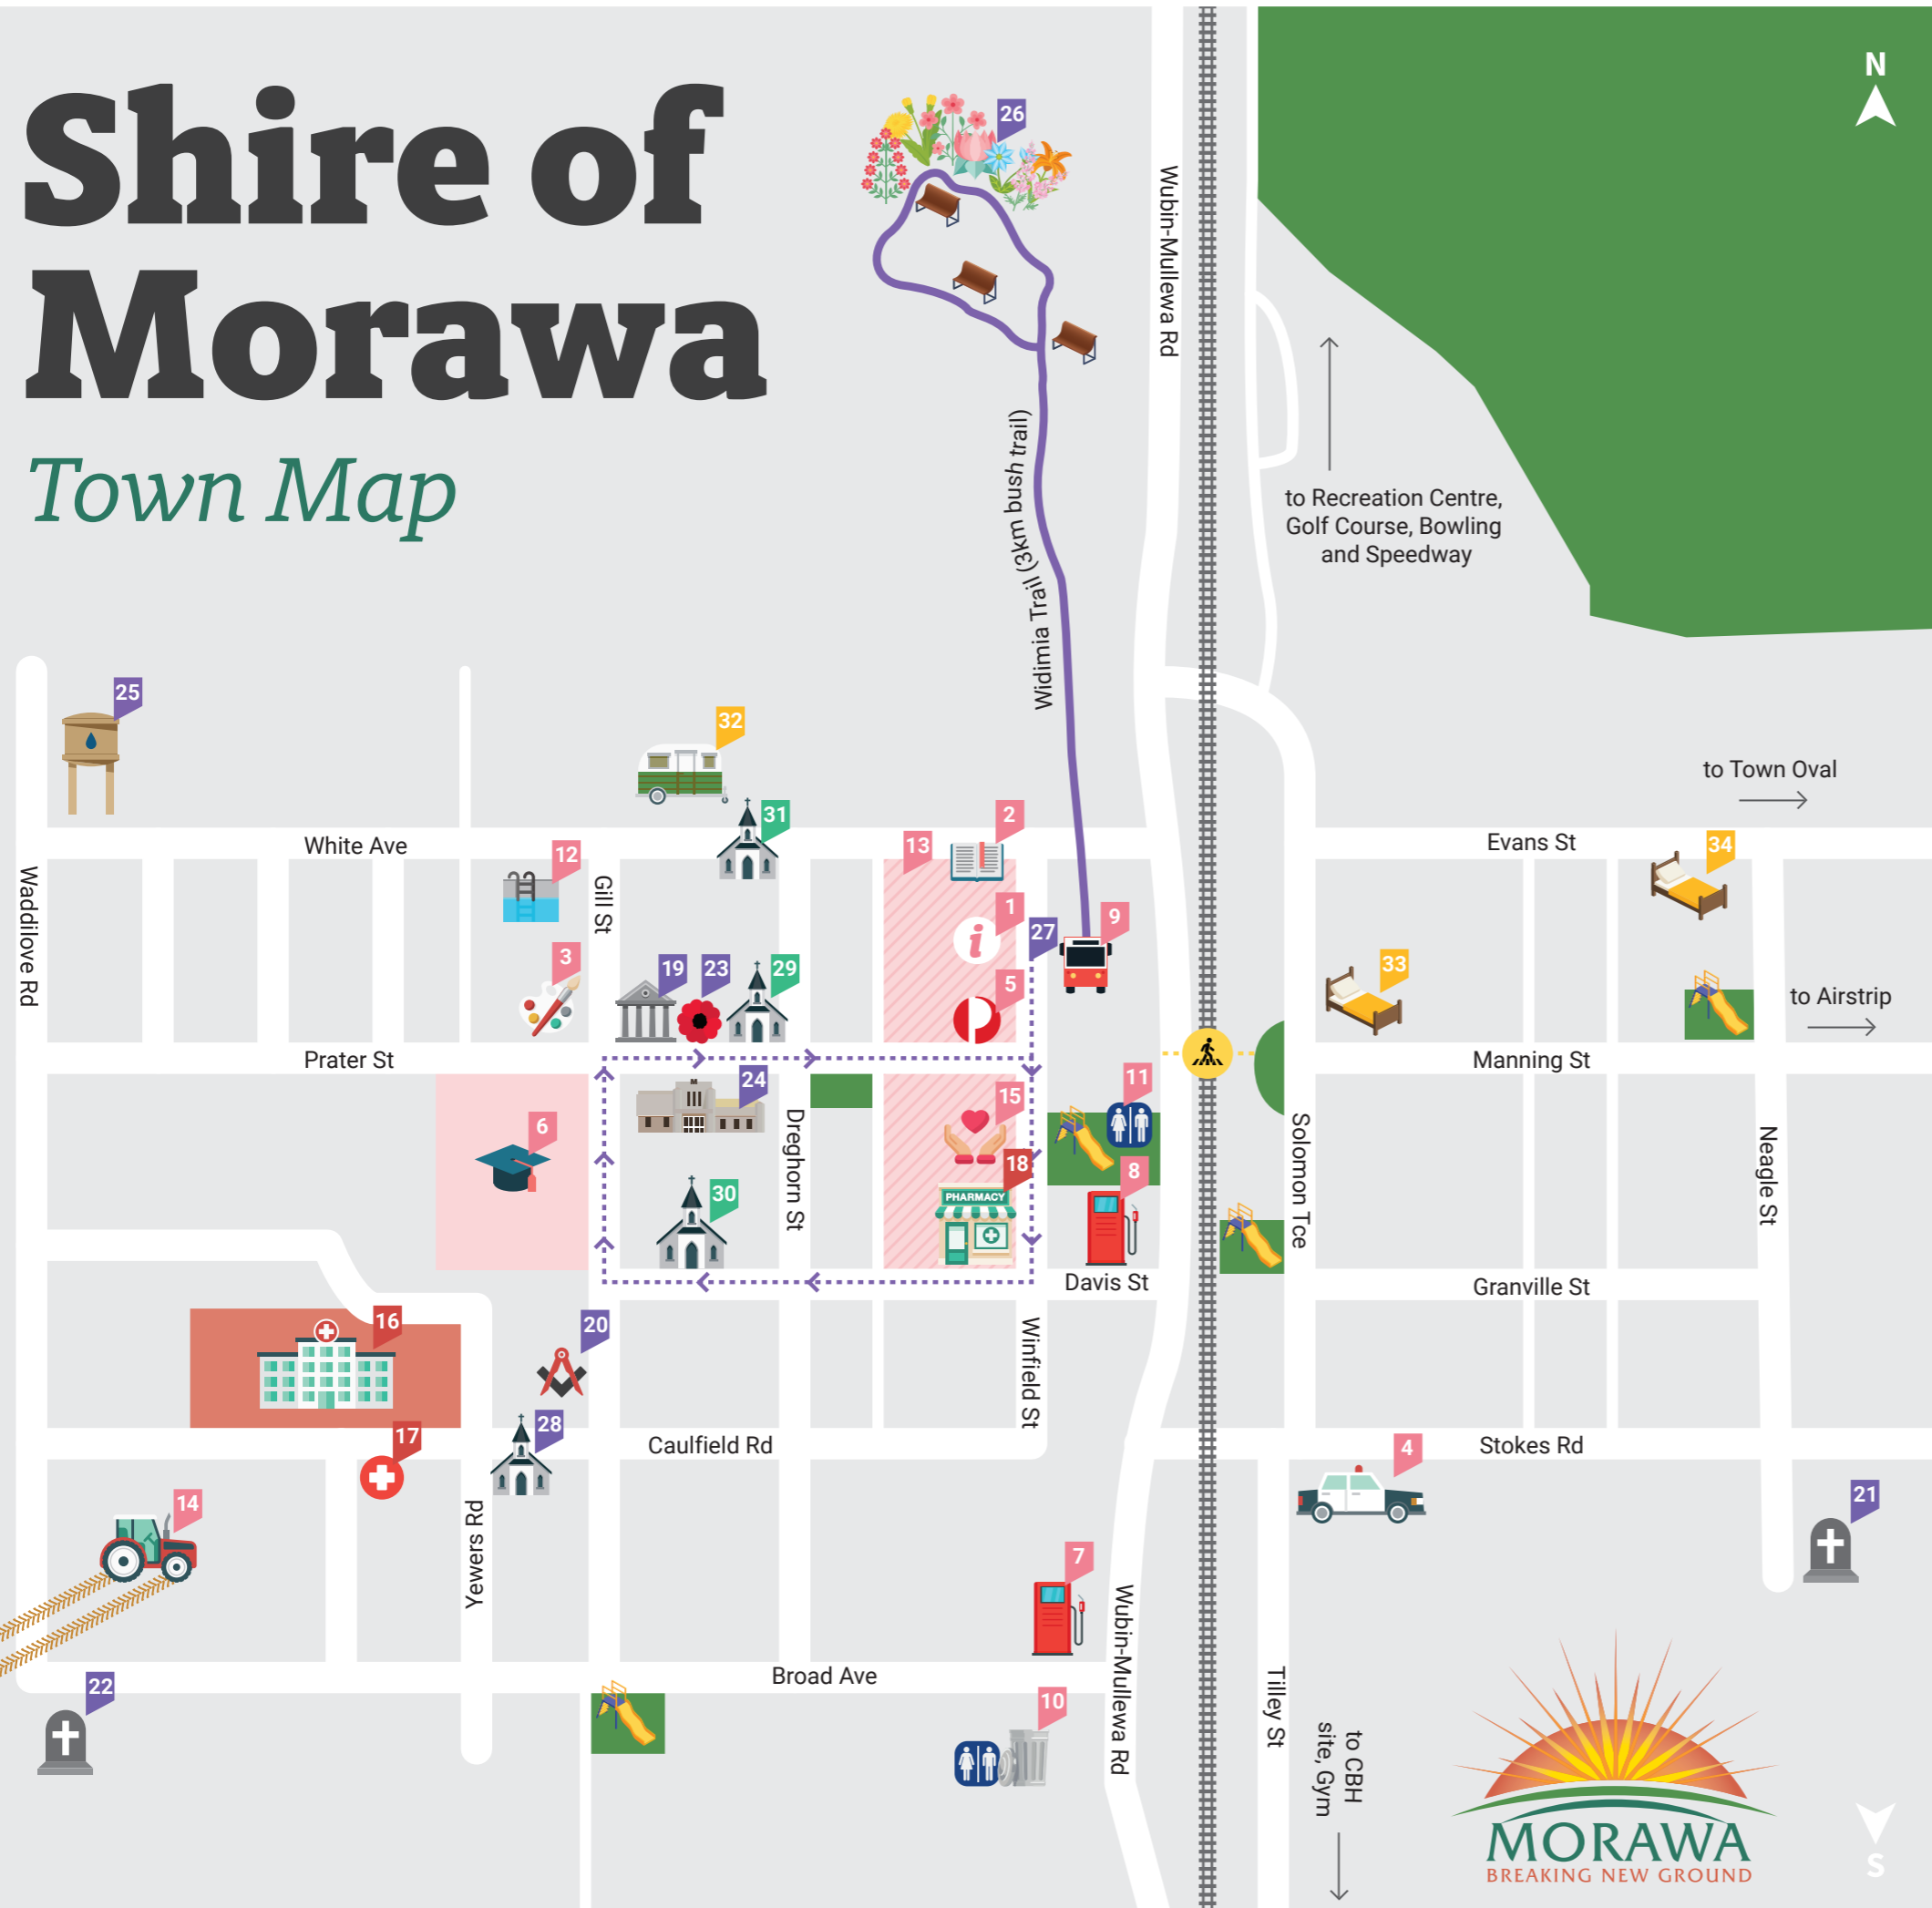 Shire of
Morawa
Town Map
N
26
Wubin-Mullewa Rd
Widimia Trail (3km bush trail)
to Recreation Centre,
Golf Course, Bowling
and Speedway
25
32
to Town Oval
31
2
White Ave
13
12
Evans St
34
Waddilove Rd
Gill St
1
27
9
3
19
23
29
5
33
to Airstrip
Prater St
Manning St
24
15
11
6
Dreghorn St
18
8
Solomon Tce
Neagle St
30
PHARMACY
Davis St
Granville St
16
20
Winfield St
17
28
Caulfield Rd
Stokes Rd
4
14
Yewers Rd
21
7
Wubin-Mullewa Rd
22
Broad Ave
10
Tilley St
to CBH
site, Gym
MORAWA
BREAKING NEW GROUND
S